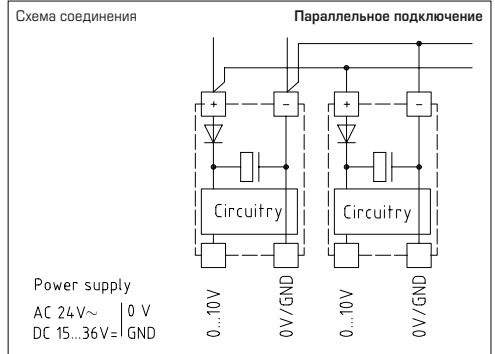 Схема соединения
Параллельное подключение
+
-
+
-
Circuitry
Circuitry
Power supply
AC 24V~ | 0 V
DC 15...36V= | GND
0...10V
0V/GND
0...10V
0V/GND